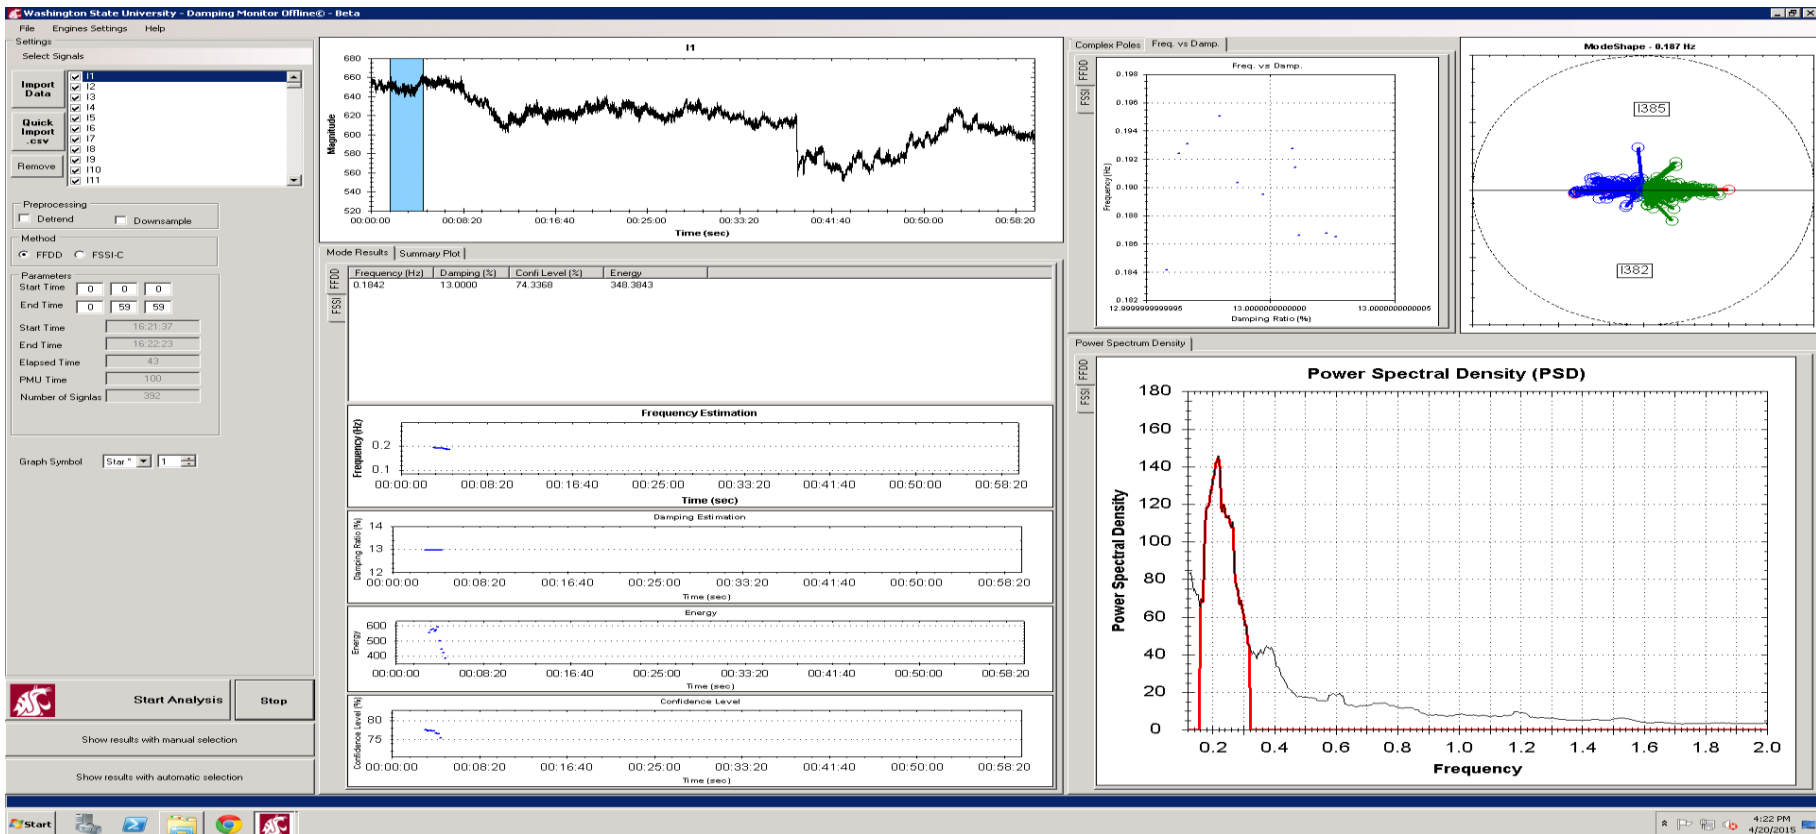 Washington State University - Damping Monitor Offline© - Beta
File Engines Settings Help
Settings
Select Signals
Import Data
Quick Import .csv
Remove
I1
I2
I3
I4
I5
I6
I7
I8
I9
I10
I11
Preprocessing
Detrend Downsample
Method
FFDD FSSI-C
Parameters
Start Time 0 0 0
End Time 0 59 59
Start Time 16:21:37
End Time 16:22:23
Elapsed Time 43
PMU Time 100
Number of Signlas 392
Graph Symbol Star * 1
Start Analysis Stop
Show results with manual selection
Show results with automatic selection
I1
Magnitude
680
660
640
620
600
580
560
540
520
00:00:00 00:08:20 00:16:40 00:25:00 00:33:20 00:41:40 00:50:00 00:58:20
Time (sec)
Mode Results Summary Plot
FFDD
FSSI
Frequency (Hz) Damping (%) Confi Level (%) Energy
0.1842 13.0000 74.3368 348.3843
Frequency Estimation
Frequency (Hz)
0.2
0.1
00:00:00 00:08:20 00:16:40 00:25:00 00:33:20 00:41:40 00:50:00 00:58:20
Time (sec)
Damping Estimation
Damping Ratio (%)
14
13
12
00:00:00 00:08:20 00:16:40 00:25:00 00:33:20 00:41:40 00:50:00 00:58:20
Time (sec)
Energy
Energy
600
500
400
00:00:00 00:08:20 00:16:40 00:25:00 00:33:20 00:41:40 00:50:00 00:58:20
Time (sec)
Confidence Level
Confidence Level (%)
80
75
00:00:00 00:08:20 00:16:40 00:25:00 00:33:20 00:41:40 00:50:00 00:58:20
Time (sec)
Complex Poles Freq. vs Damp.
FFDD
FSSI
Freq. vs Damp.
Frequency(Hz)
0.198
0.196
0.194
0.192
0.190
0.188
0.186
0.184
0.182
12.9999999999995 13.0000000000000 13.0000000000005
Damping Ratio (%)
ModeShape - 0.187 Hz
I385
I382
Power Spectrum Density
FFDD
FSSI
Power Spectral Density (PSD)
Power Spectral Density
180
160
140
120
100
80
60
40
20
0
0.2 0.4 0.6 0.8 1.0 1.2 1.4 1.6 1.8 2.0
Frequency
Start
4:22 PM
4/20/2015